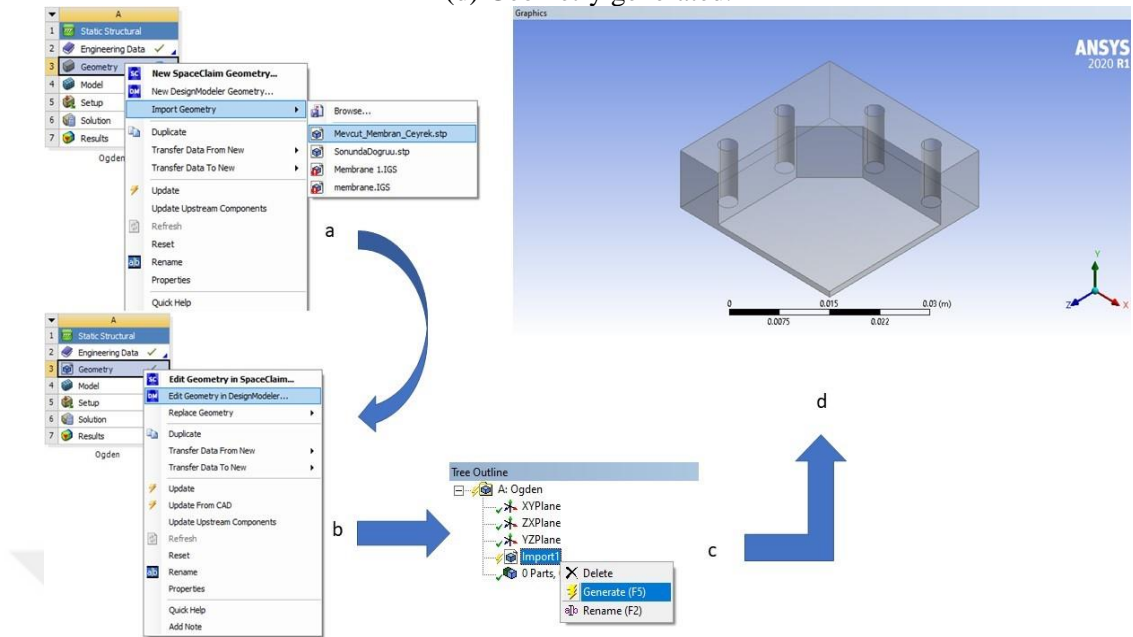 (d) Geometry generated.
A
1 Static Structural
2 Engineering Data
3 Geometry
4 Model
5 Setup
6 Solution
7 Results
Ogden
New SpaceClaim Geometry...
New DesignModeler Geometry...
Import Geometry
Duplicate
Transfer Data From New
Transfer Data To New
Update
Update Upstream Components
Refresh
Reset
Rename
Properties
Quick Help
Browse...
Mevcut_Membran_Ceyrek.stp
SonundaDogruu.stp
Membrane 1.IGS
membrane.IGS
a
Graphics
ANSYS
2020 R1
0 0.015 0.03 (m)
0.0075 0.022
Y
Z X
A
1 Static Structural
2 Engineering Data
3 Geometry
4 Model
5 Setup
6 Solution
7 Results
Ogden
Edit Geometry in SpaceClaim...
Edit Geometry in DesignModeler...
Replace Geometry
Duplicate
Transfer Data From New
Transfer Data To New
Update
Update From CAD
Update Upstream Components
Refresh
Reset
Rename
Properties
Quick Help
Add Note
b
Tree Outline
A: Ogden
XYPlane
ZXPlane
YZPlane
Import1
0 Parts,
Delete
Generate (F5)
Rename (F2)
c
d